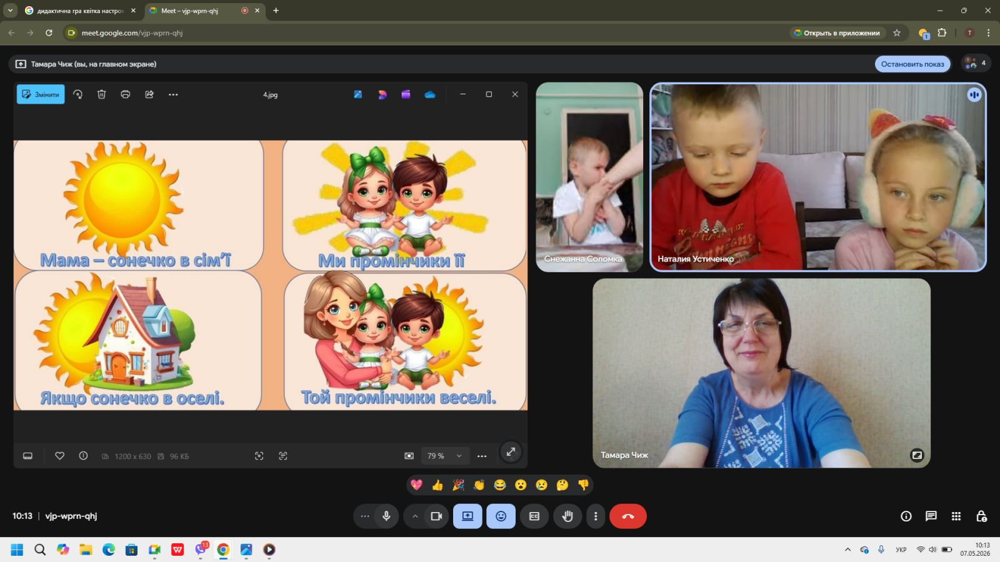 дидактична гра квітка настрою
Meet – vjp-wprn-qhj
meet.google.com/vjp-wprn-qhj
Открыть в приложении
1
T
Тамара Чиж (вы, на главном экране)
Остановить показ
4
Змінити
4.jpg
Мама – сонечко в сім'ї
Ми промінчики її
Якщо сонечко в оселі.
Той промінчики веселі.
1200 x 630
96 КБ
79 %
Снежанна Соломка
Наталия Устиченко
Тамара Чиж
10:13 | vjp-wprn-qhj
13
УКР
10:13
07.05.2026